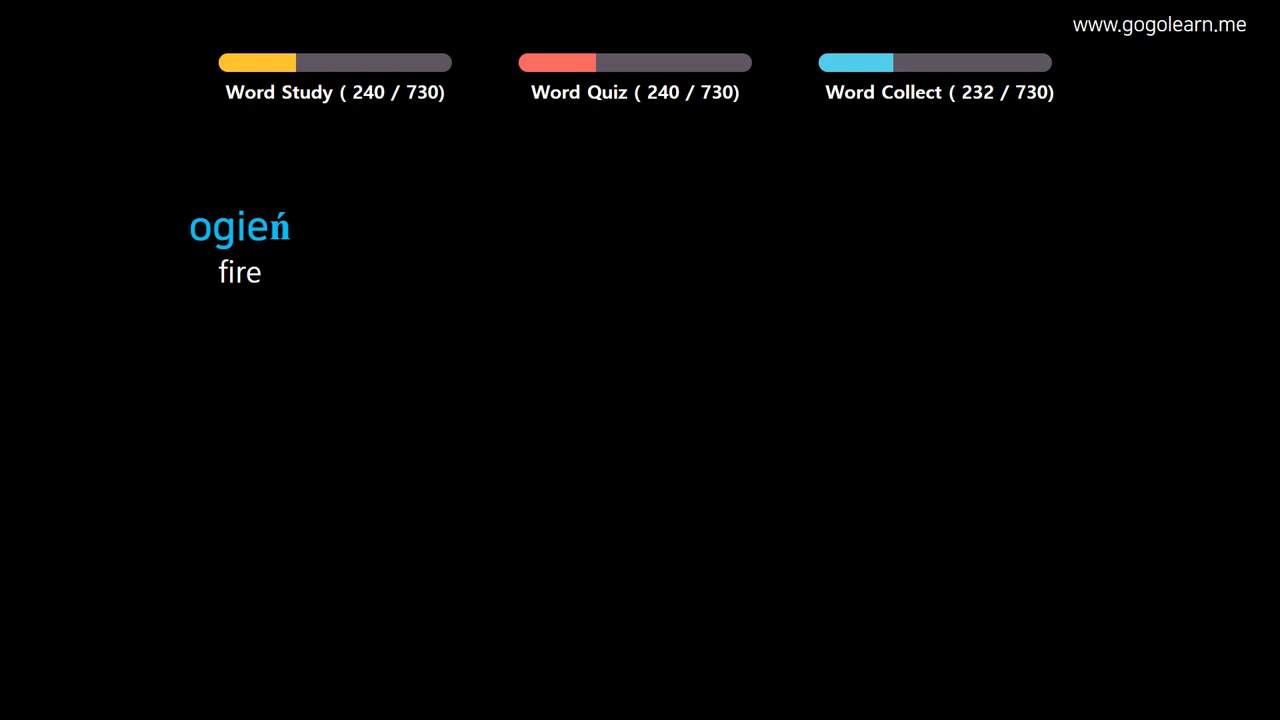 www.gogolearn.me
Word Study ( 240 / 730)
Word Quiz ( 240 / 730)
Word Collect ( 232 / 730)
ogień
fire